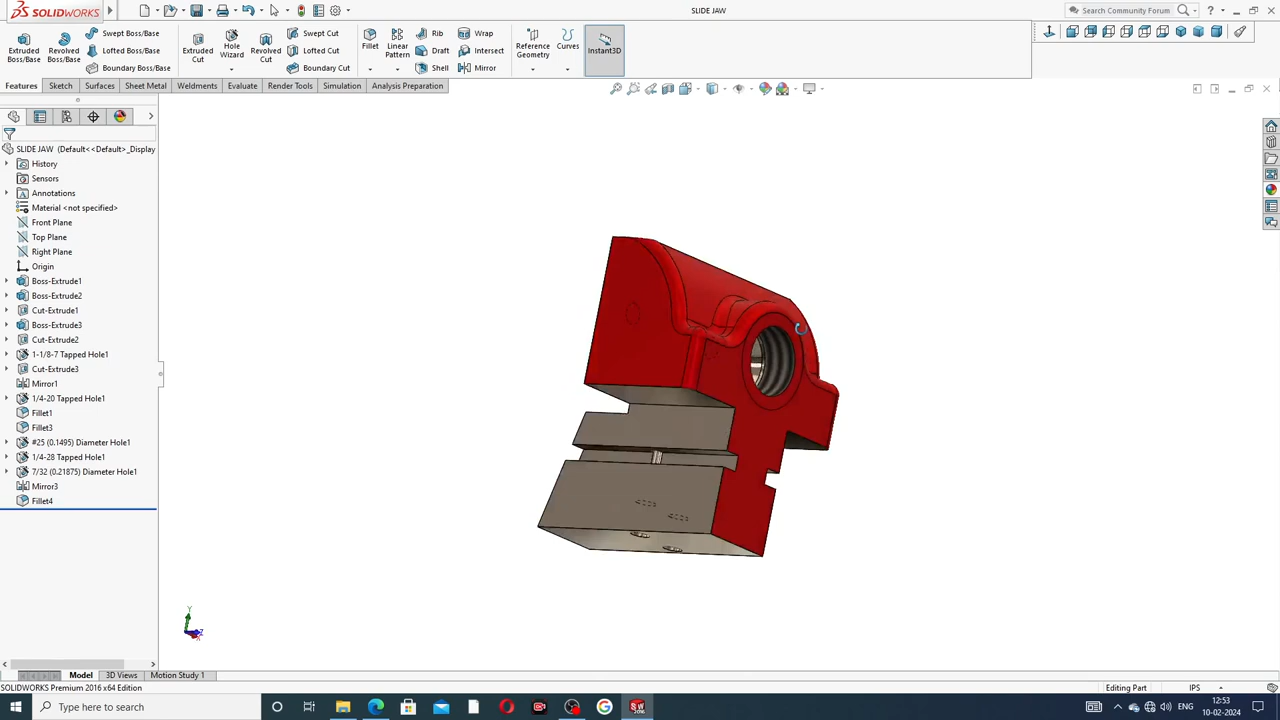 SOLIDWORKS
SLIDE JAW
Search Community Forum
Extruded Boss/Base
Revolved Boss/Base
Swept Boss/Base
Lofted Boss/Base
Boundary Boss/Base
Extruded Cut
Hole Wizard
Revolved Cut
Swept Cut
Lofted Cut
Boundary Cut
Fillet
Linear Pattern
Rib
Draft
Shell
Wrap
Intersect
Mirror
Reference Geometry
Curves
Instant3D
Features
Sketch
Surfaces
Sheet Metal
Weldments
Evaluate
Render Tools
Simulation
Analysis Preparation
SLIDE JAW (Default<<Default>_Display
History
Sensors
Annotations
Material <not specified>
Front Plane
Top Plane
Right Plane
Origin
Boss-Extrude1
Boss-Extrude2
Cut-Extrude1
Boss-Extrude3
Cut-Extrude2
1-1/8-7 Tapped Hole1
Cut-Extrude3
Mirror1
1/4-20 Tapped Hole1
Fillet1
Fillet3
#25 (0.1495) Diameter Hole1
1/4-28 Tapped Hole1
7/32 (0.21875) Diameter Hole1
Mirror3
Fillet4
Y
Z
Model
3D Views
Motion Study 1
SOLIDWORKS Premium 2016 x64 Edition
Editing Part
IPS
Type here to search
ENG
12:53
10-02-2024